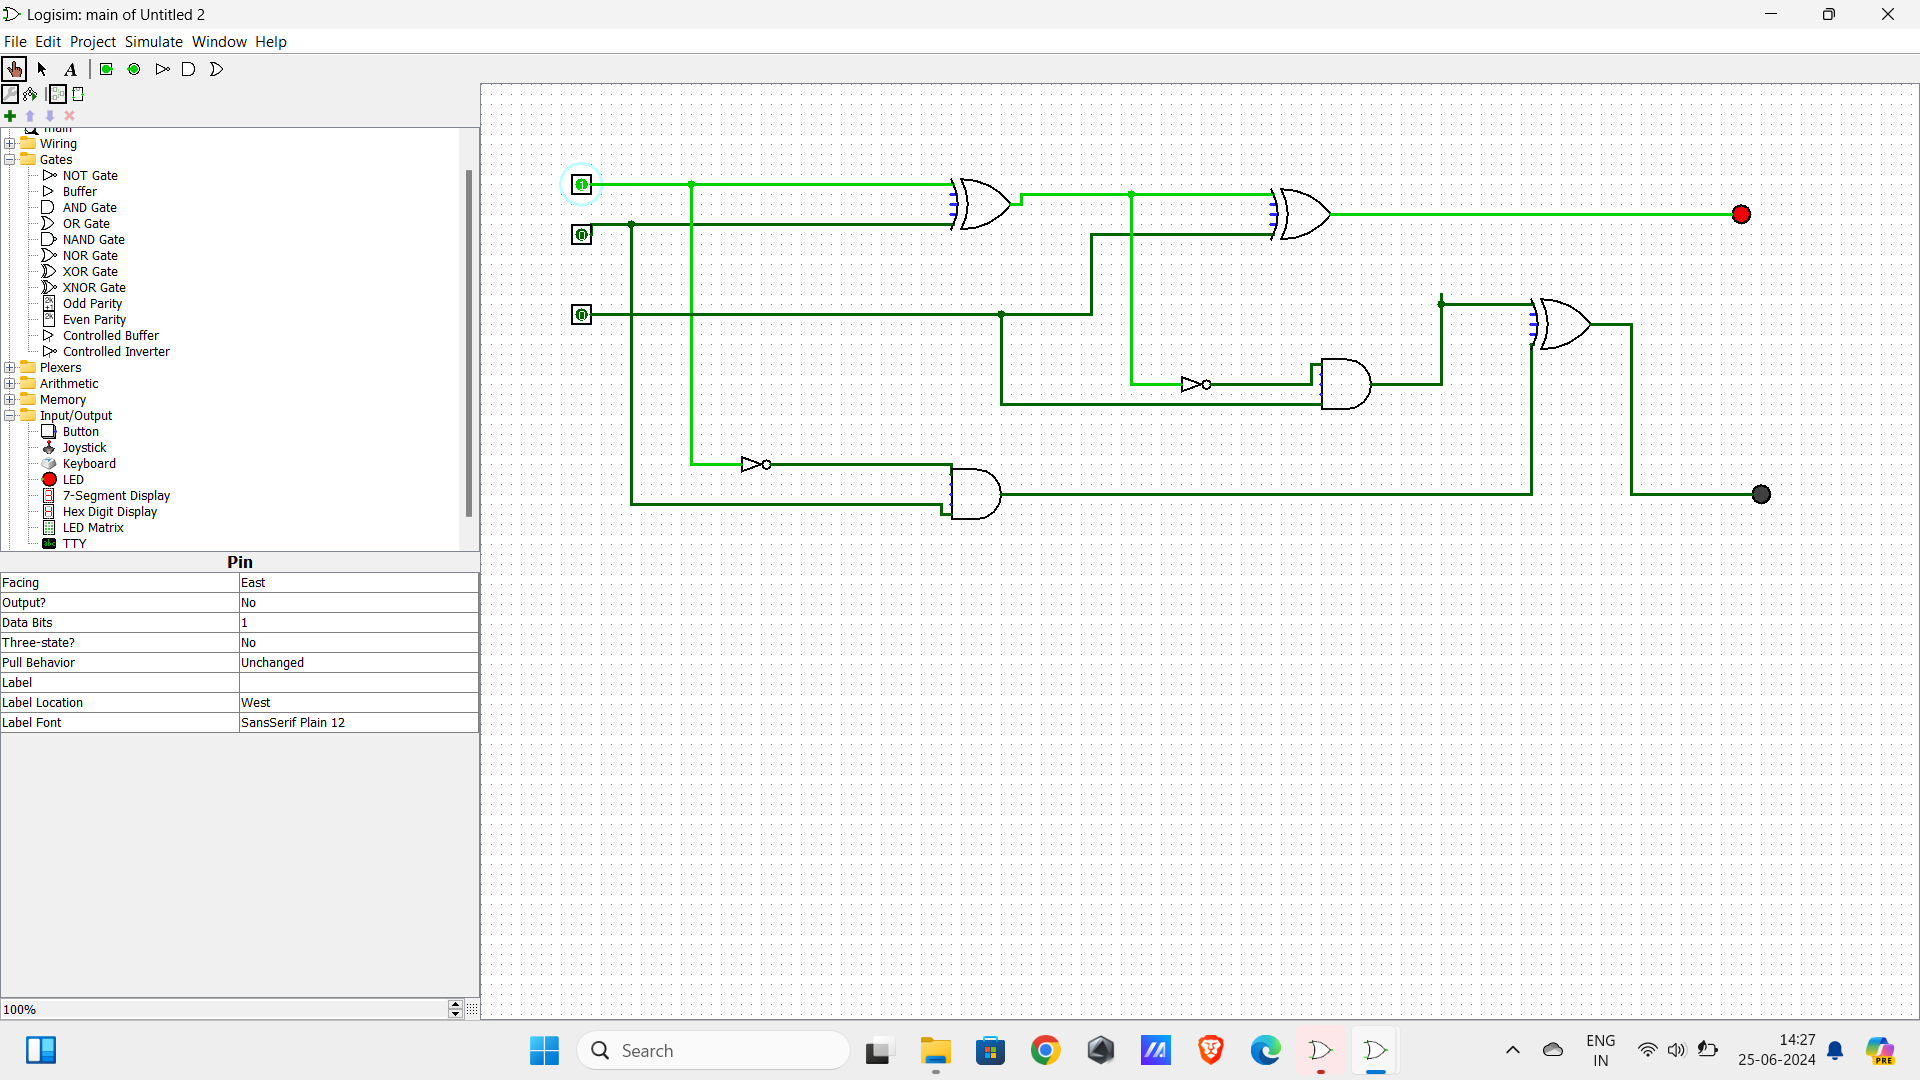 Logisim: main of Untitled 2
File Edit Project Simulate Window Help
A
main
Wiring
Gates
NOT Gate
Buffer
AND Gate
OR Gate
NAND Gate
NOR Gate
XOR Gate
XNOR Gate
Odd Parity
Even Parity
Controlled Buffer
Controlled Inverter
Plexers
Arithmetic
Memory
Input/Output
Button
Joystick
Keyboard
LED
7-Segment Display
Hex Digit Display
LED Matrix
TTY
Pin
Facing East
Output? No
Data Bits 1
Three-state? No
Pull Behavior Unchanged
Label
Label Location West
Label Font SansSerif Plain 12
100%
1
0
0
Search
ENG
IN
14:27
25-06-2024
PRE